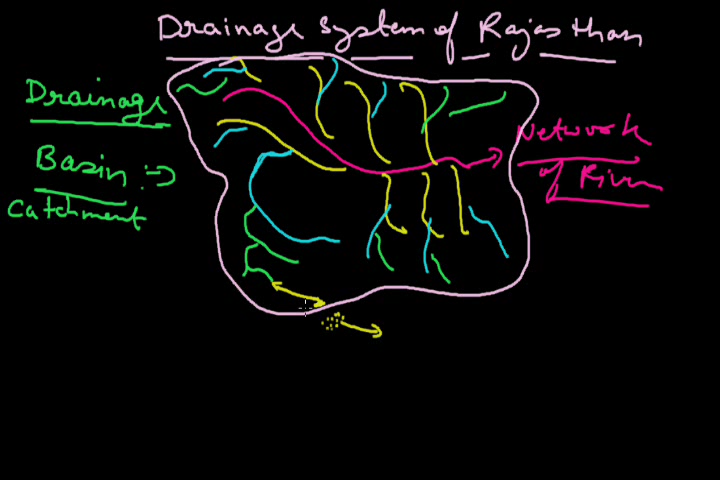 Drainage system of Rajasthan
Drainage
Basin :->
Catchment
Network
of River